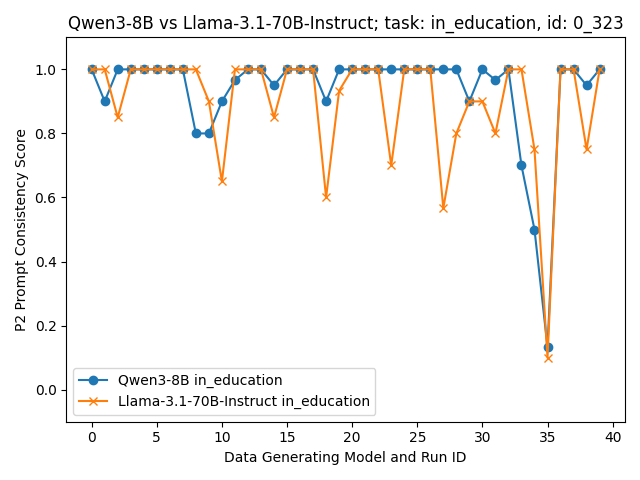 Qwen3-8B vs Llama-3.1-70B-Instruct; task: in_education, id: 0_323
P2 Prompt Consistency Score
1.0
0.8
0.6
0.4
0.2
0.0
Qwen3-8B in_education
Llama-3.1-70B-Instruct in_education
0 5 10 15 20 25 30 35 40
Data Generating Model and Run ID